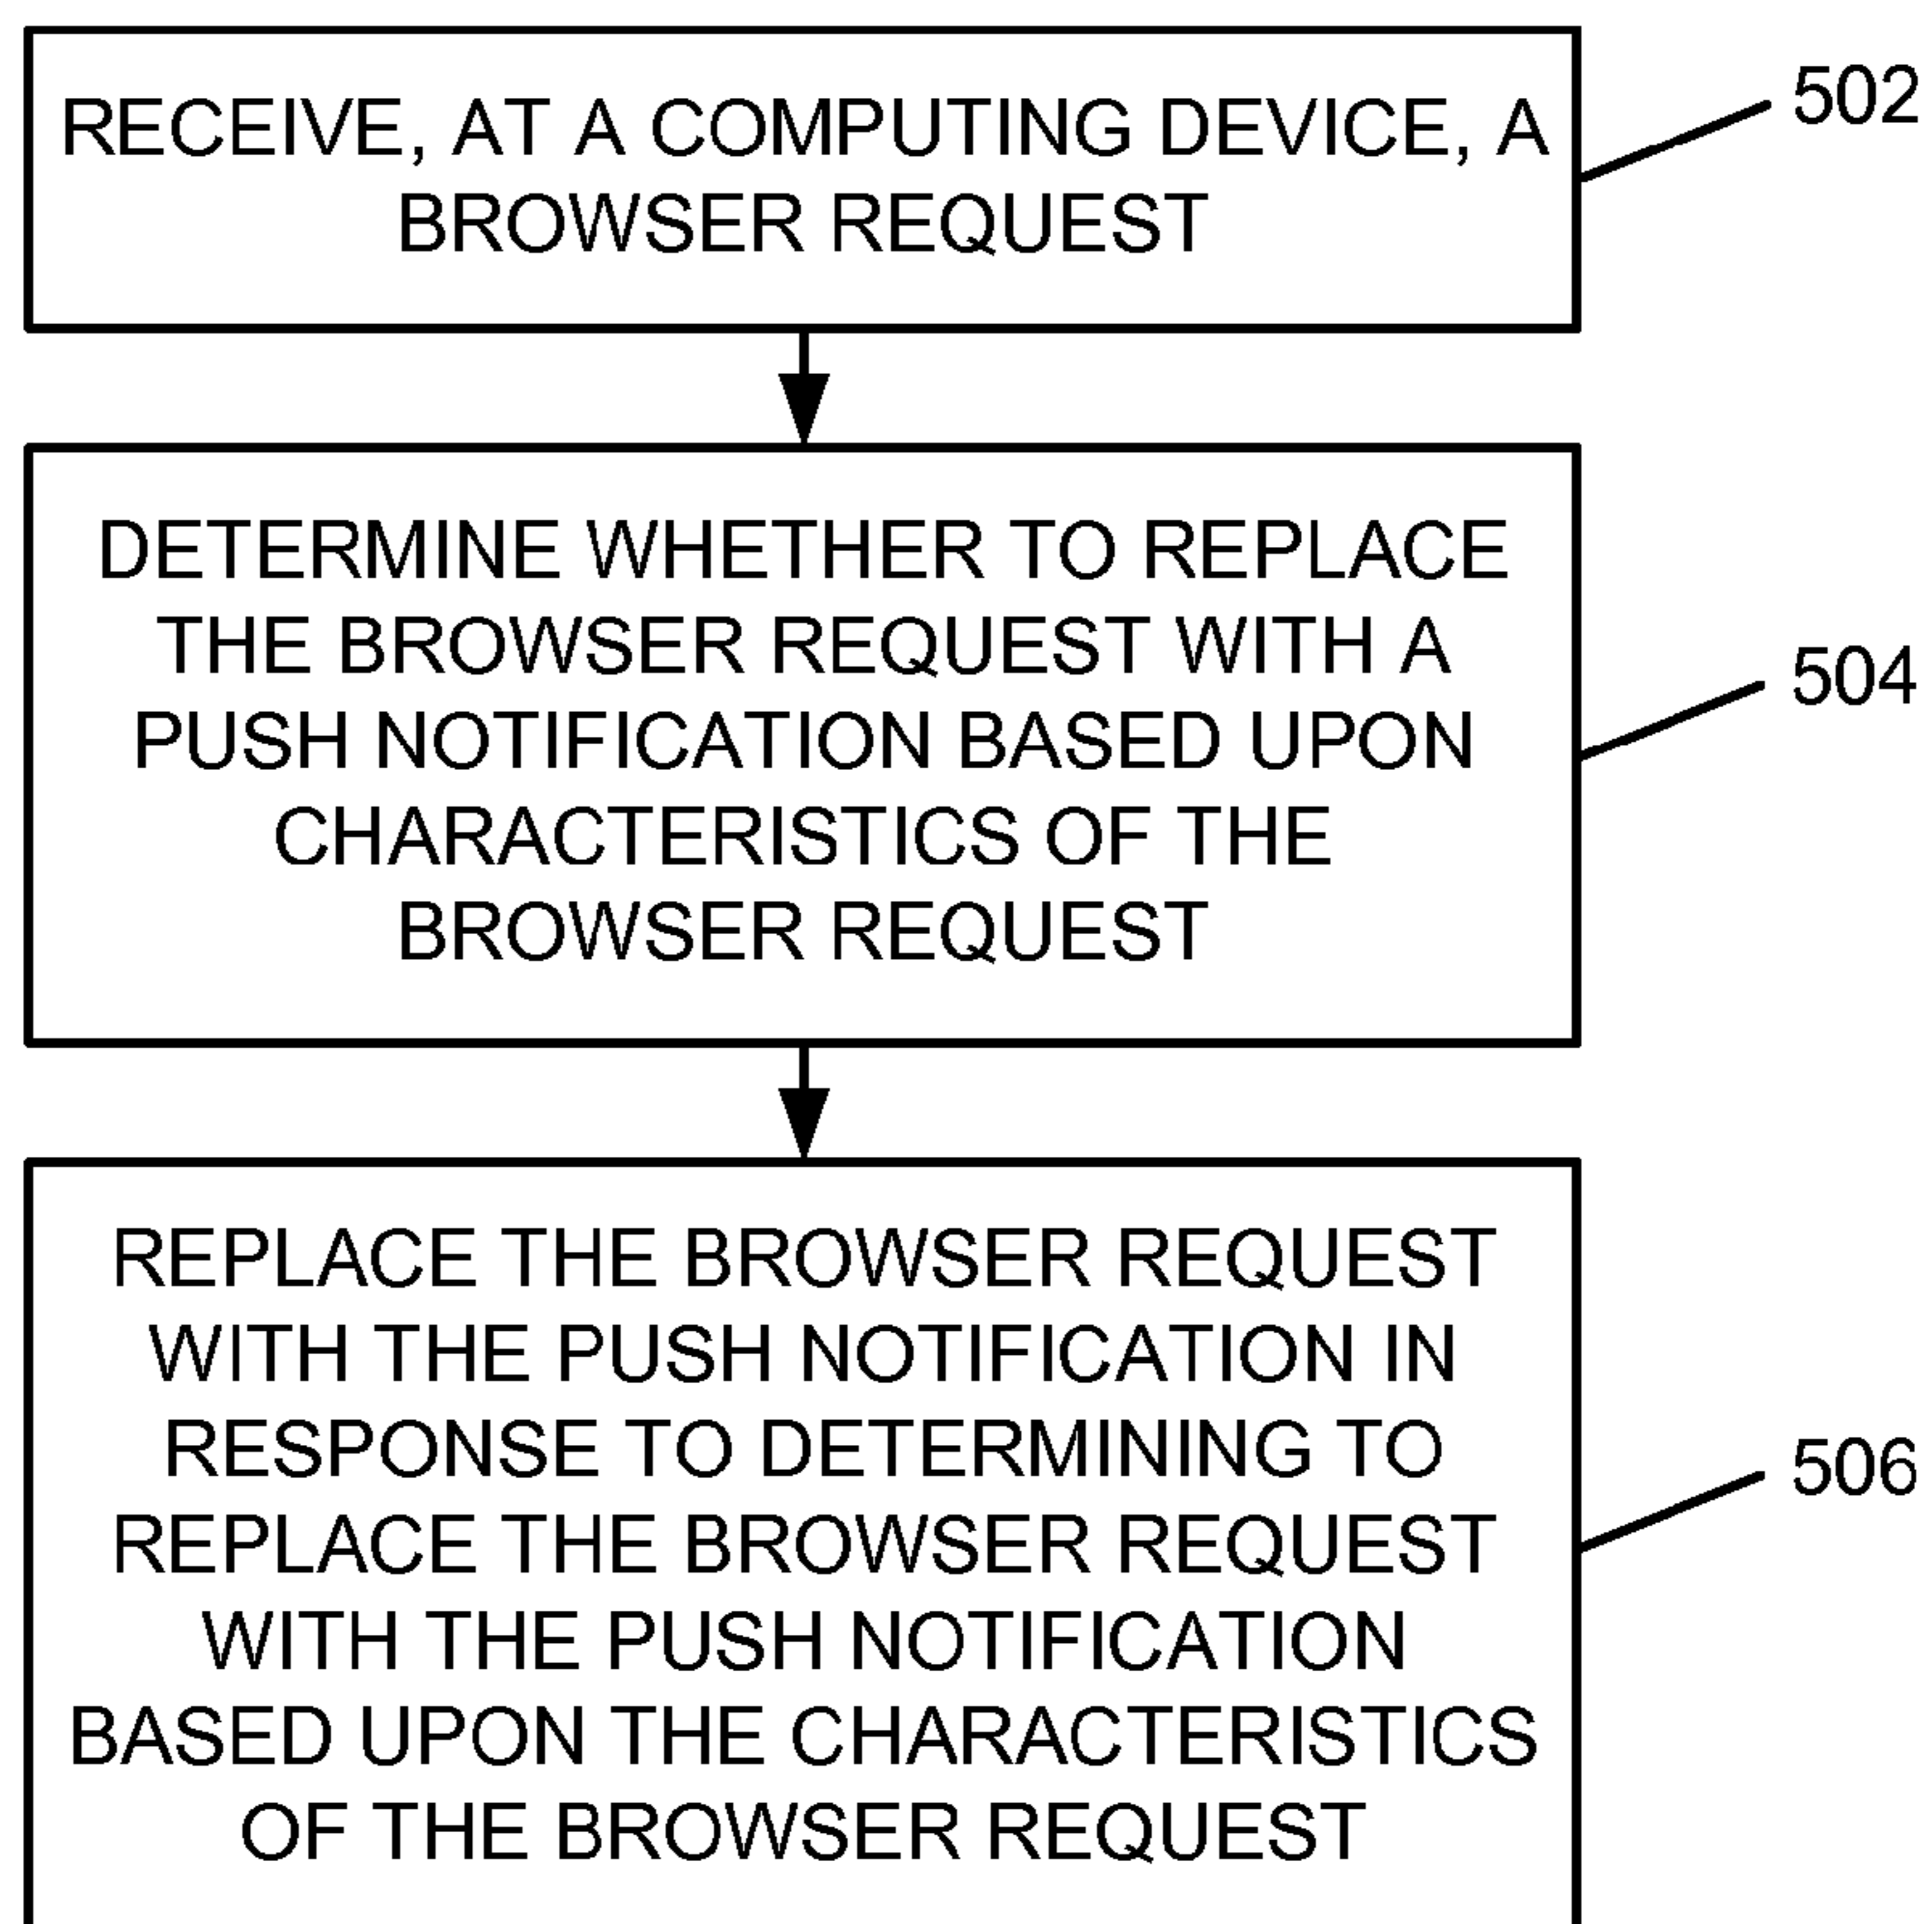 RECEIVE, AT A COMPUTING DEVICE, A
BROWSER REQUEST
502
DETERMINE WHETHER TO REPLACE
THE BROWSER REQUEST WITH A
PUSH NOTIFICATION BASED UPON
CHARACTERISTICS OF THE
BROWSER REQUEST
504
REPLACE THE BROWSER REQUEST
WITH THE PUSH NOTIFICATION IN
RESPONSE TO DETERMINING TO
REPLACE THE BROWSER REQUEST
WITH THE PUSH NOTIFICATION
BASED UPON THE CHARACTERISTICS
OF THE BROWSER REQUEST
506